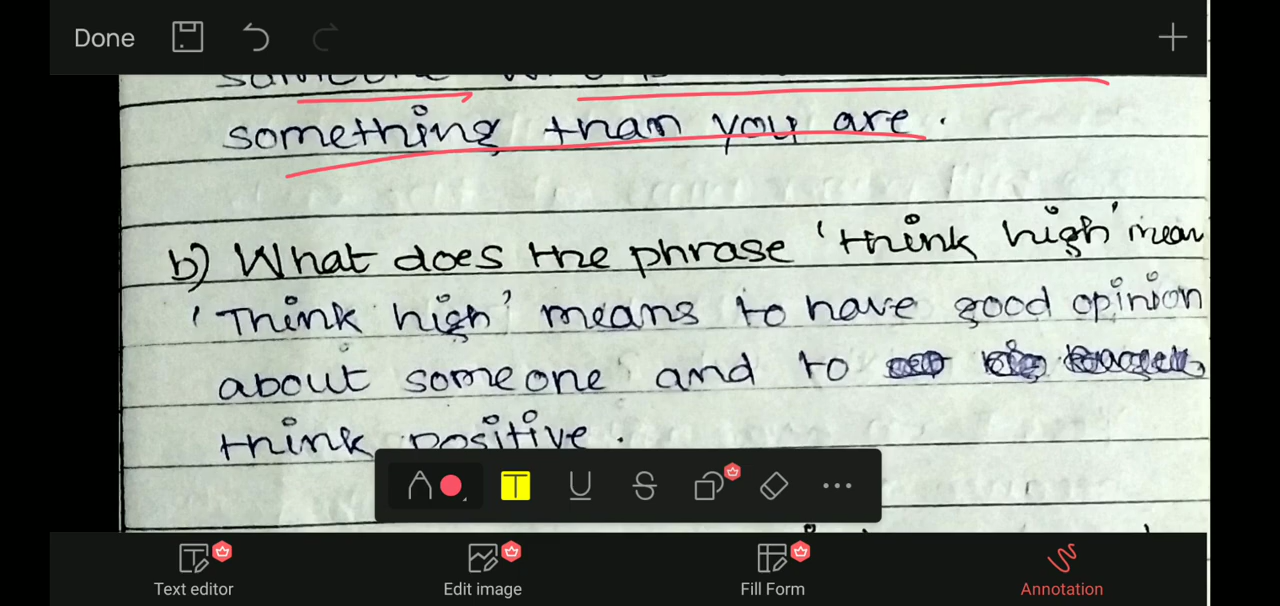 Done
something than you are.
b) What does the phrase 'think high' mean
'Think high' means to have good opinion
about someone and to
think positive.
Text editor Edit image Fill Form Annotation